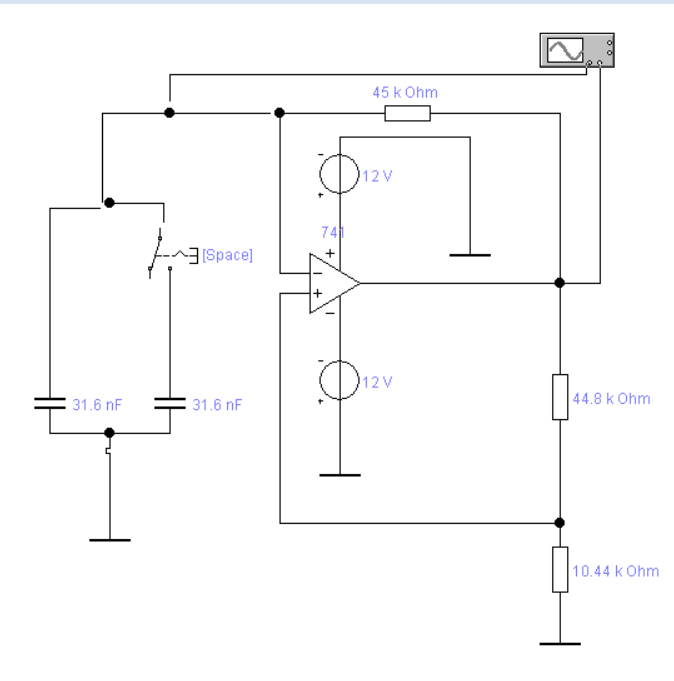 45 k Ohm
-
+
12 V
741
+
[Space]
−
+
−
-
+
12 V
31.6 nF
31.6 nF
44.8 k Ohm
10.44 k Ohm